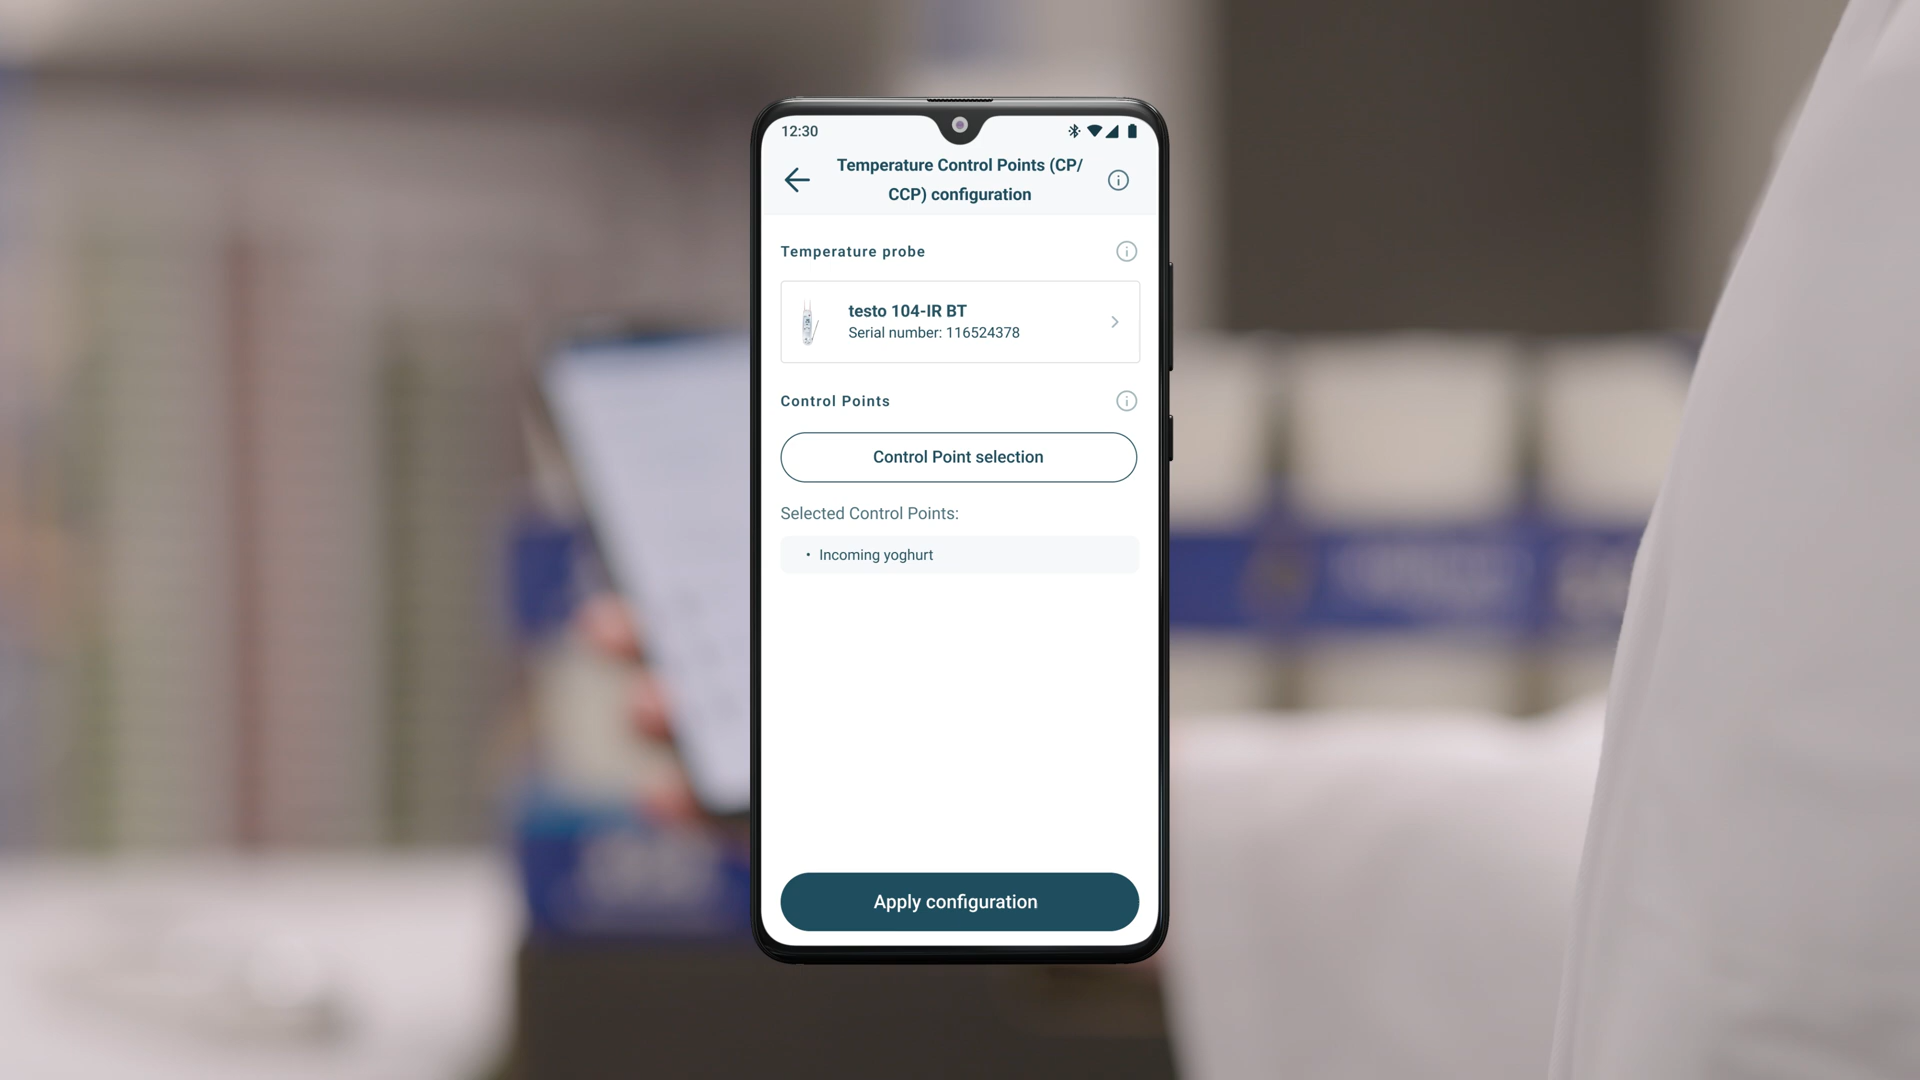 12:30
Temperature Control Points (CP/
CCP) configuration
Temperature probe
testo 104-IR BT
Serial number: 116524378
Control Points
Control Point selection
Selected Control Points:
• Incoming yoghurt
Apply configuration